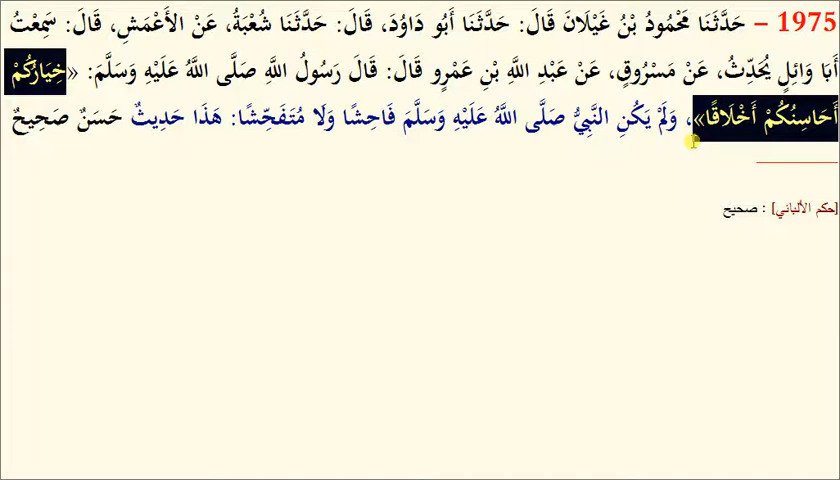 1975 – حَدَّثَنَا مَحْمُودُ بْنُ غَيْلَانَ قَالَ: حَدَّثَنَا أَبُو دَاوُدَ، قَالَ: حَدَّثَنَا شُعْبَةُ، عَنْ الأَعْمَشِ، قَالَ: سَمِعْتُ
أَبَا وَائِلٍ يُحَدِّثُ، عَنْ مَسْرُوقٍ، عَنْ عَبْدِ اللَّهِ بْنِ عَمْرٍو قَالَ: قَالَ رَسُولُ اللَّهِ صَلَّى اللَّهُ عَلَيْهِ وَسَلَّمَ: «خِيَارُكُمْ
أَحَاسِنُكُمْ أَخْلَاقًا»، وَلَمْ يَكُنِ النَّبِيُّ صَلَّى اللَّهُ عَلَيْهِ وَسَلَّمَ فَاحِشًا وَلَا مُتَفَحِّشًا: هَذَا حَدِيثٌ حَسَنٌ صَحِيحٌ
[حكم الألباني] : صحيح